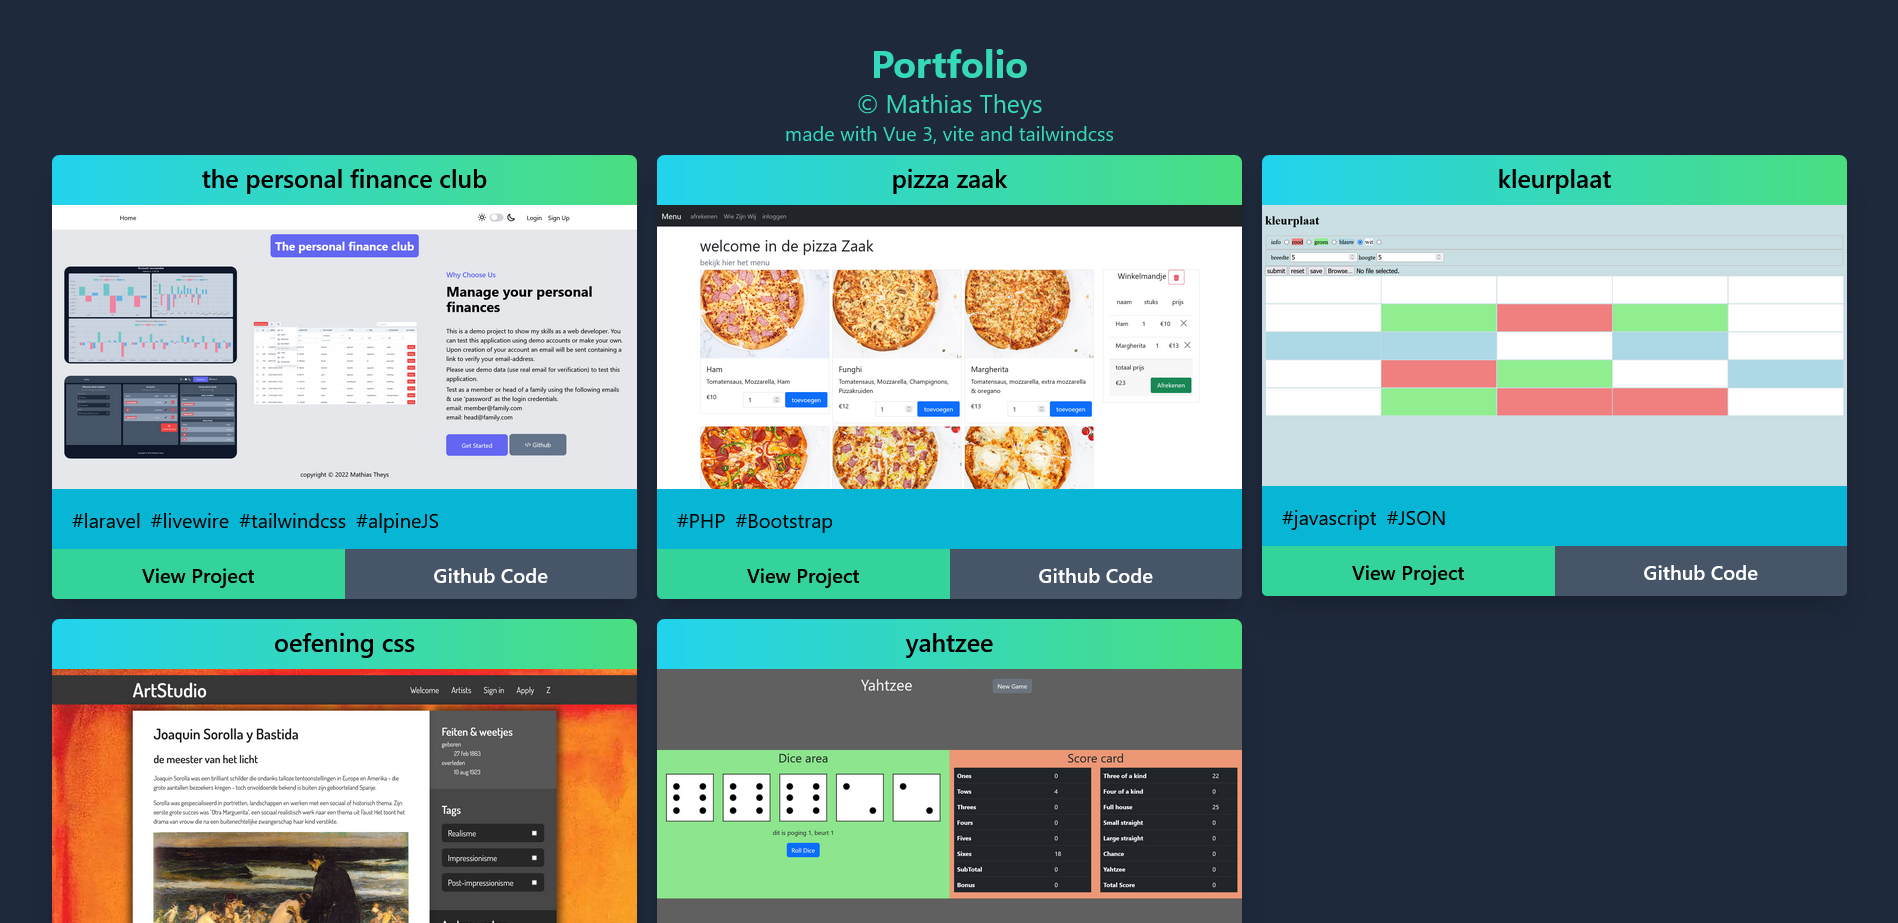 Portfolio
© Mathias Theys
made with Vue 3, vite and tailwindcss
the personal finance club
Home
Login Sign Up
The personal finance club
Why Choose Us
Manage your personal
finances
This is a demo project to show my skills as a web developer. You
can test this application using demo accounts or make your own.
Upon creation of your account an email will be sent containing a
link to verify your email-address.
Please use demo data (use real email for verification) to test this
application.
Test as a member or head of a family using the following emails
& use 'password' as the login credentials.
email: member@family.com
email: head@family.com
Get Started
</> Github
copyright © 2022 Mathias Theys
#laravel #livewire #tailwindcss #alpineJS
View Project
Github Code
pizza zaak
Menu afrekenen Wie Zijn Wij inloggen
welcome in de pizza Zaak
bekijk hier het menu
Ham
Tomatensaus, Mozzarella, Ham
€10
1
toevoegen
Funghi
Tomatensaus, Mozzarella, Champignons,
Pizzakruiden
€12
1
toevoegen
Margherita
Tomatensaus, mozzarella, extra mozzarella
& oregano
€13
1
toevoegen
Winkelmandje
naam stuks prijs
Ham 1 €10
Margherita 1 €13
totaal prijs
€23
Afrekenen
#PHP #Bootstrap
View Project
Github Code
kleurplaat
kleurplaat
info rood groen blauw wit
breedte 5 hoogte 5
submit reset save Browse... No file selected.
#javascript #JSON
View Project
Github Code
oefening css
ArtStudio
Welcome Artists Sign in Apply Z
Joaquin Sorolla y Bastida
de meester van het licht
Joaquin Sorolla was een briljant schilder die ondanks talloze tentoonstellingen in Europe en Amerika - die
grote aantallen bezoekers kregen - toch onvoldoende bekend is buiten zijn geboorteland Spanje.
Sorolla was gespecialiseerd in portretten, landschappen en werken met een sociaal of historisch thema. Zijn
eerste grote succes was "Otra Marguerita", een sociaal realistisch werk naar een thema uit Faust Het toont het
drama van vrouw die na een buitenechtelijke zwangerschap haar kind verstikte.
Feiten & weetjes
geboren
27 feb 1863
overleden
10 aug 1923
Tags
Realisme
Impressionisme
Post-impressionisme
yahtzee
Yahtzee
New Game
Dice area
dit is poging 1, beurt 1
Roll Dice
Score card
Ones 0
Tows 4
Threes 0
Fours 0
Fives 0
Sixes 18
SubTotal 0
Bonus 0
Three of a kind 22
Four of a kind 0
Full house 25
Small straight 0
Large straight 0
Chance 0
Yahtzee 0
Total Score 0